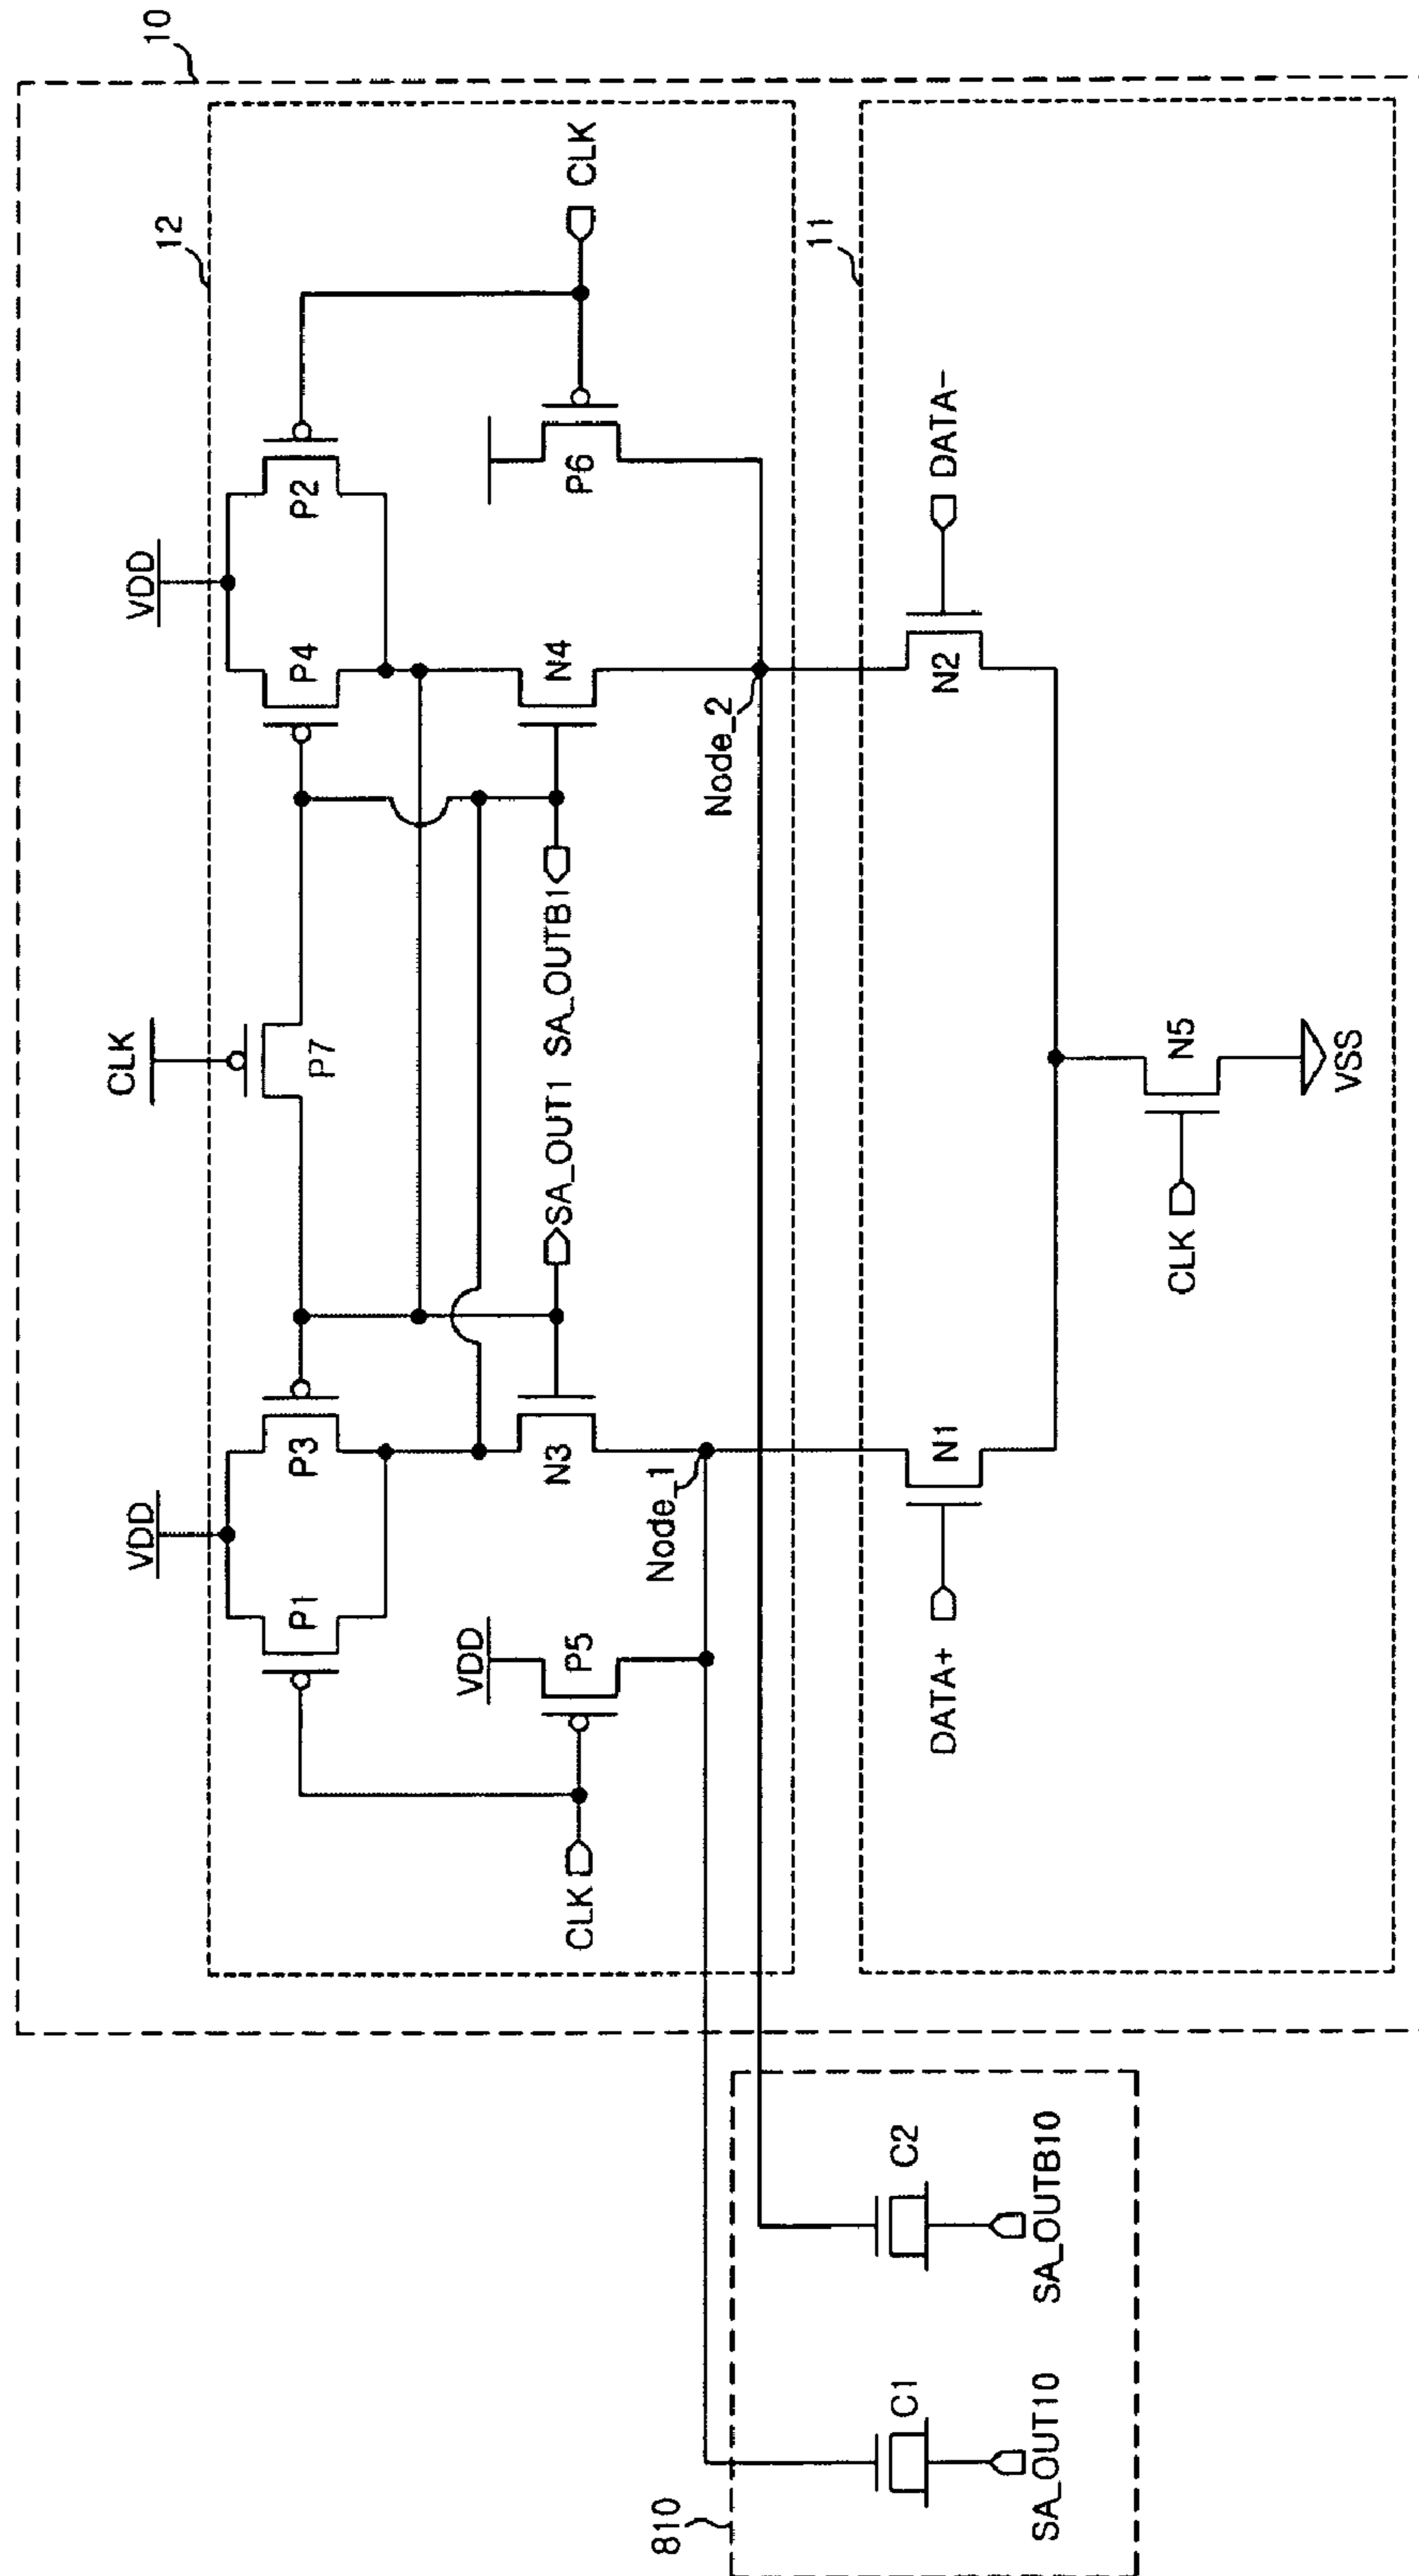 10
12
VDD
VDD
CLK
P1
P3
P7
P4
P2
VDD
P5
N3
SA_OUT1
SA_OUTB1
N4
P6
CLK
CLK
Node_1
Node_2
11
DATA+
N1
N2
DATA-
CLK
N5
VSS
810
C1
C2
SA_OUT10
SA_OUTB10